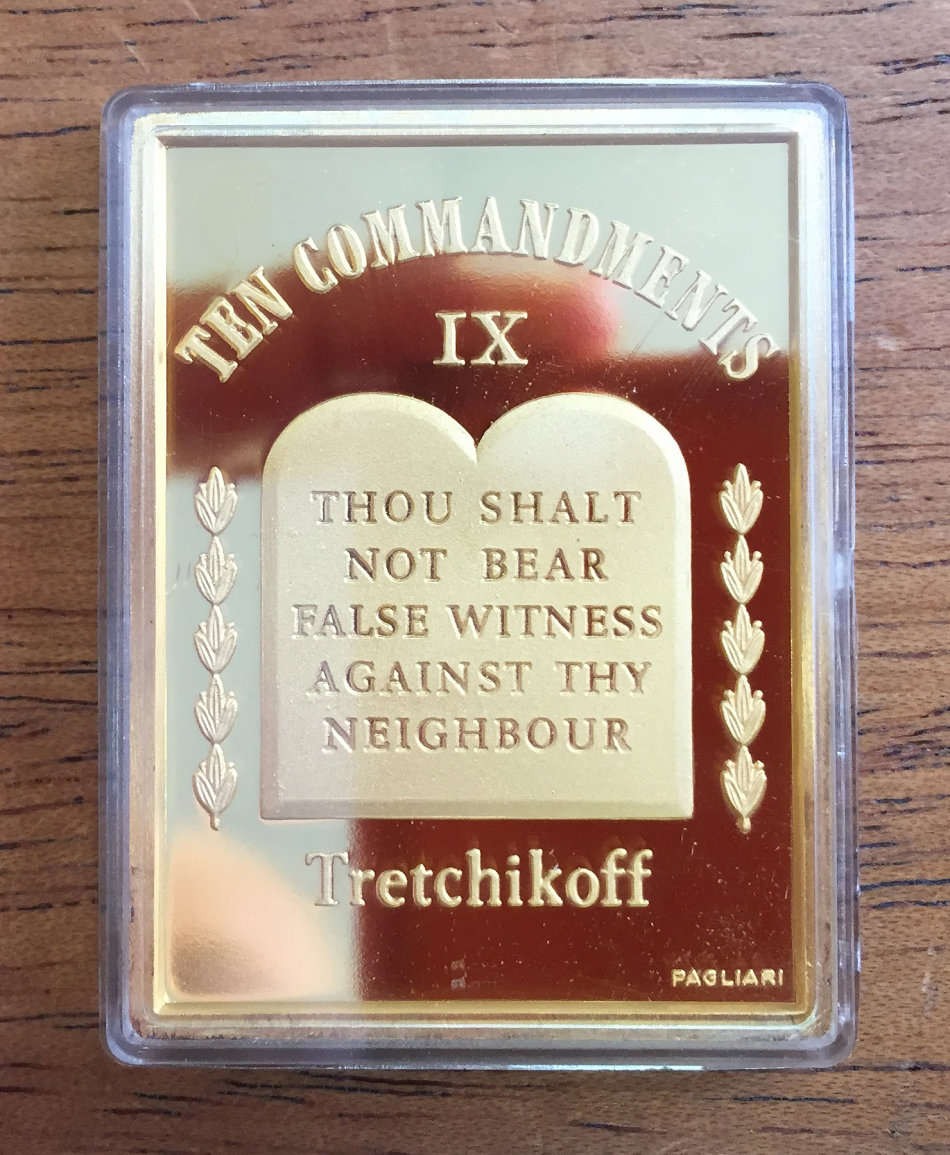 TEN COMMANDMENTS
IX
THOU SHALT
NOT BEAR
FALSE WITNESS
AGAINST THY
NEIGHBOUR
Tretchikoff
PAGLIARI